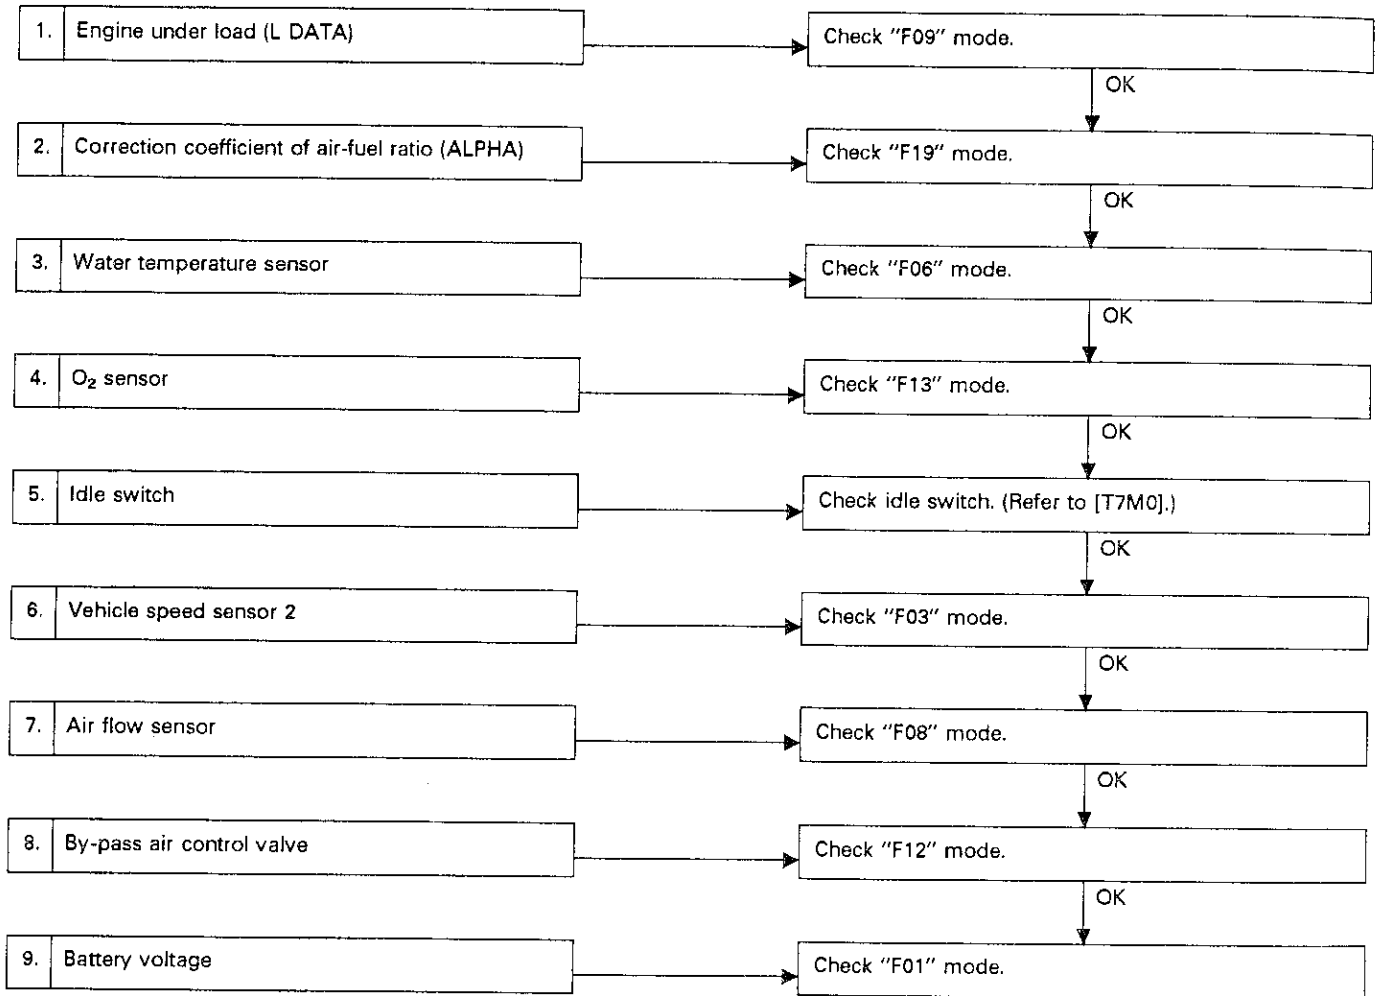 1. Engine under load (L DATA) Check "F09" mode.
OK
2. Correction coefficient of air-fuel ratio (ALPHA) Check "F19" mode.
OK
3. Water temperature sensor Check "F06" mode.
OK
4. O₂ sensor Check "F13" mode.
OK
5. Idle switch Check idle switch. (Refer to [T7M0].)
OK
6. Vehicle speed sensor 2 Check "F03" mode.
OK
7. Air flow sensor Check "F08" mode.
OK
8. By-pass air control valve Check "F12" mode.
OK
9. Battery voltage Check "F01" mode.